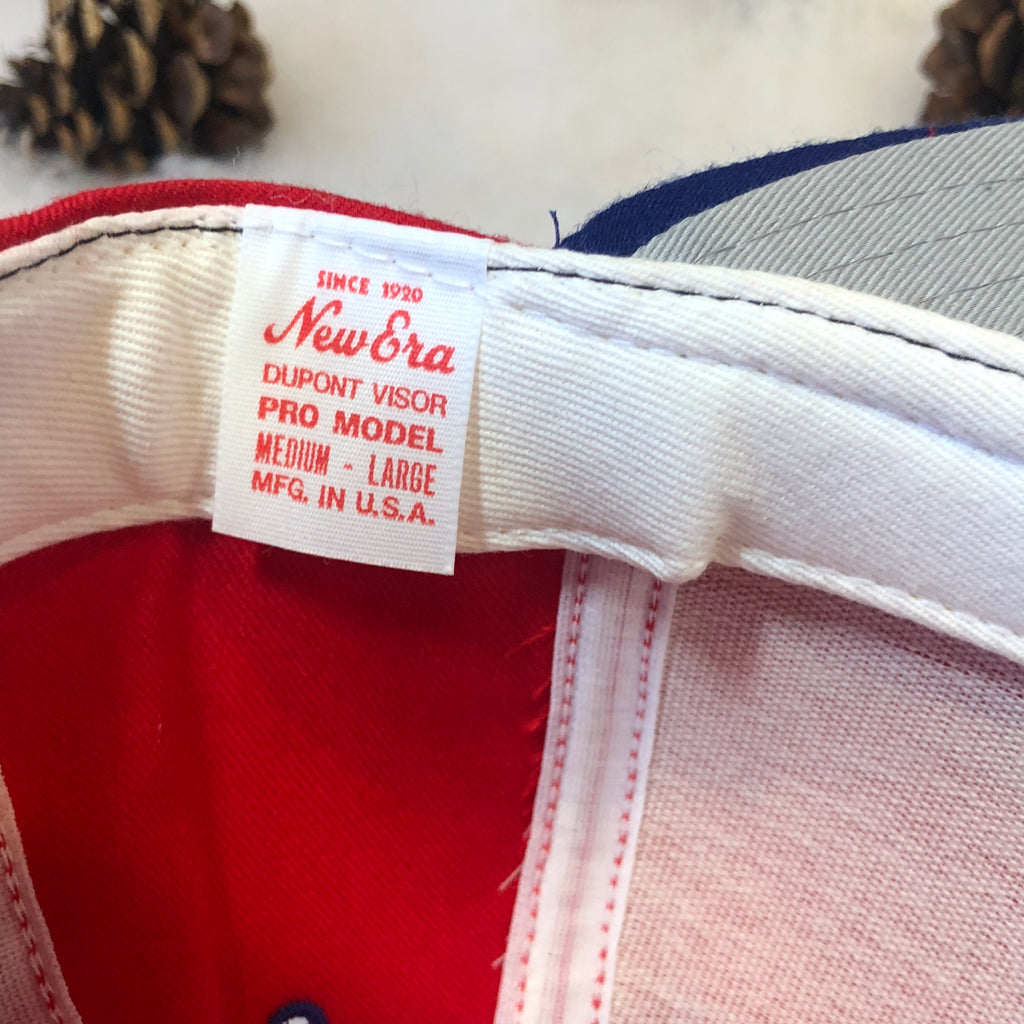 SINCE 1920
New Era
DUPONT VISOR
PRO MODEL
MEDIUM - LARGE
MFG. IN U.S.A.